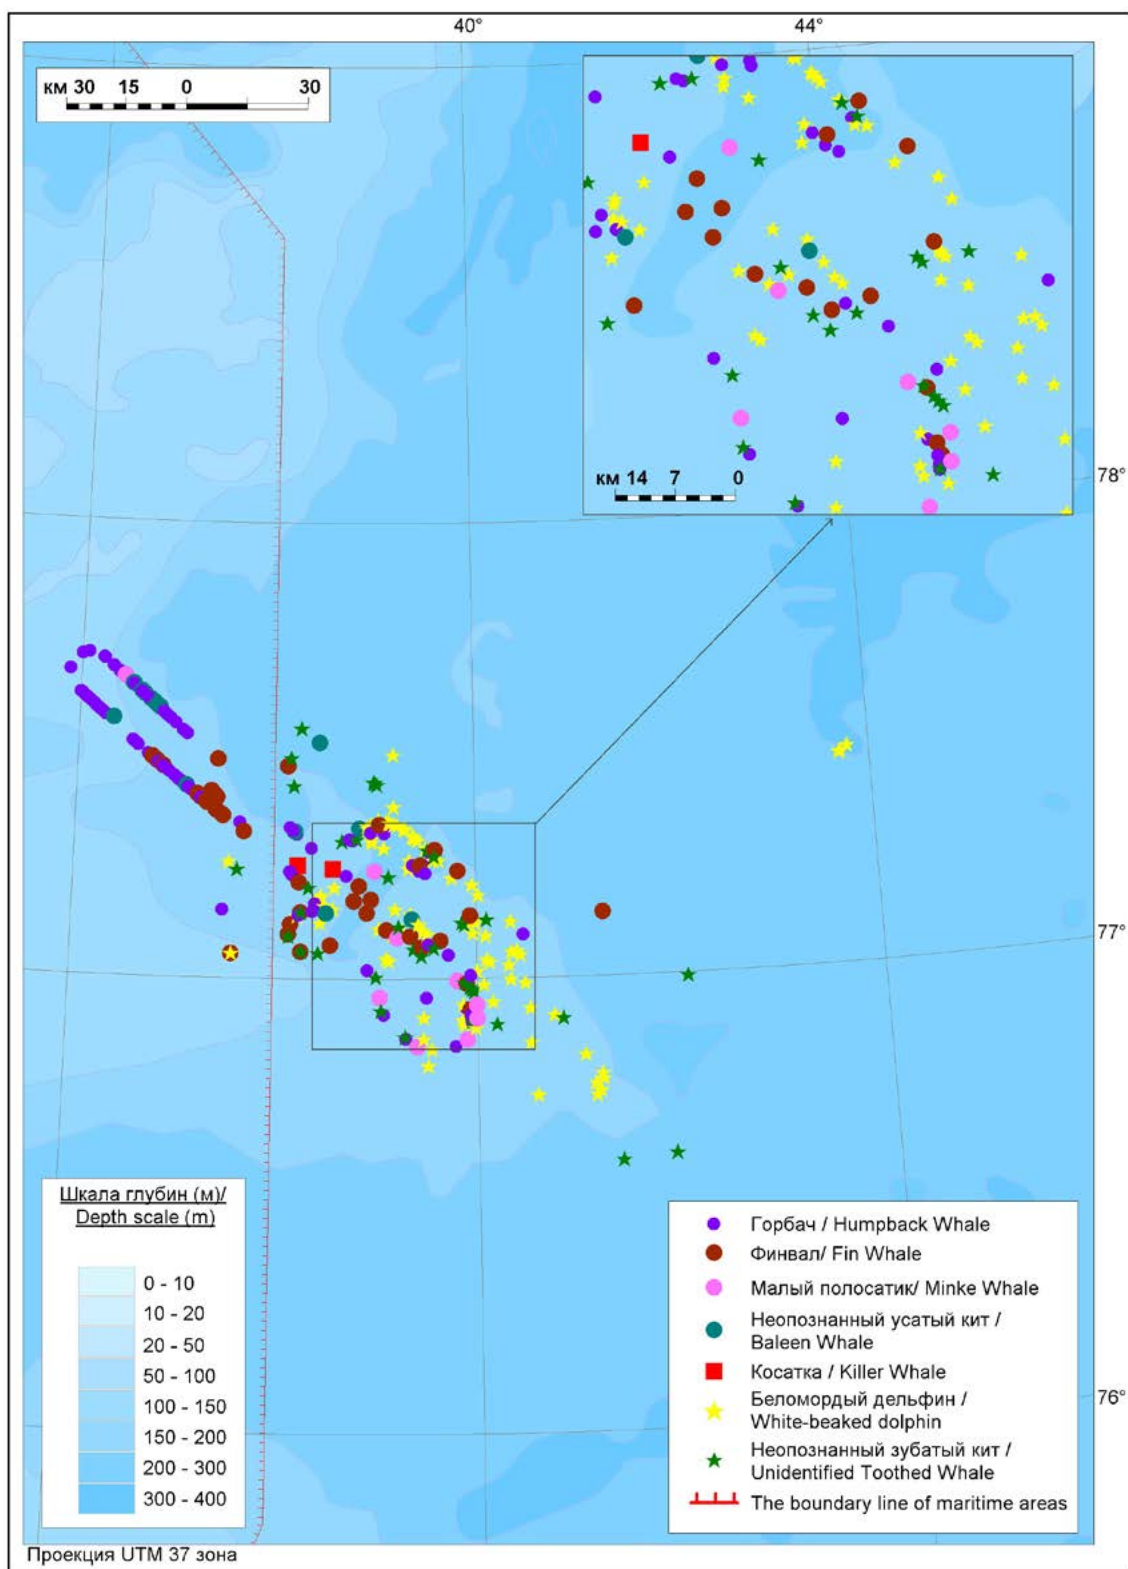 40°
44°
км 30 15 0 30
км 14 7 0
78°
77°
76°
Шкала глубин (м)/
Depth scale (m)
0 - 10
10 - 20
20 - 50
50 - 100
100 - 150
150 - 200
200 - 300
300 - 400
Горбач / Humpback Whale
Финвал/ Fin Whale
Малый полосатик/ Minke Whale
Неопознанный усатый кит /
Baleen Whale
Косатка / Killer Whale
Беломордый дельфин /
White-beaked dolphin
Неопознанный зубатый кит /
Unidentified Toothed Whale
The boundary line of maritime areas
Проекция UTM 37 зона